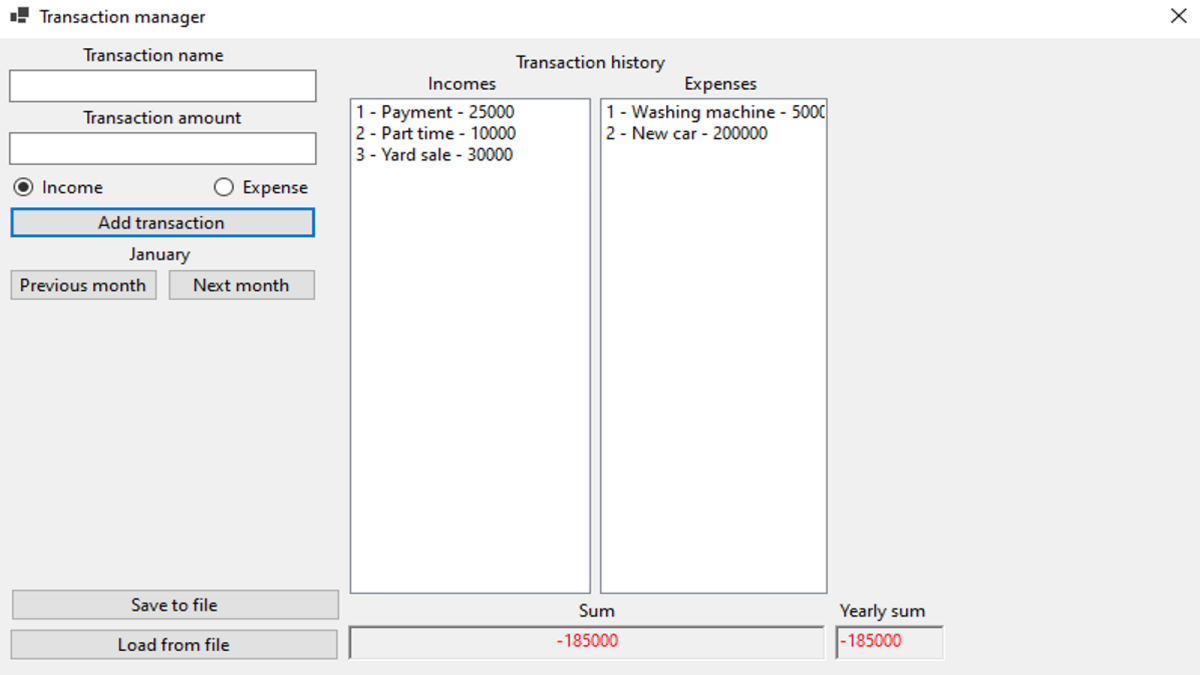 Transaction manager
Transaction name
Transaction amount
Income
Expense
Add transaction
January
Previous month
Next month
Save to file
Load from file
Transaction history
Incomes
1 - Payment - 25000
2 - Part time - 10000
3 - Yard sale - 30000
Expenses
1 - Washing machine - 5000
2 - New car - 200000
Sum
-185000
Yearly sum
-185000